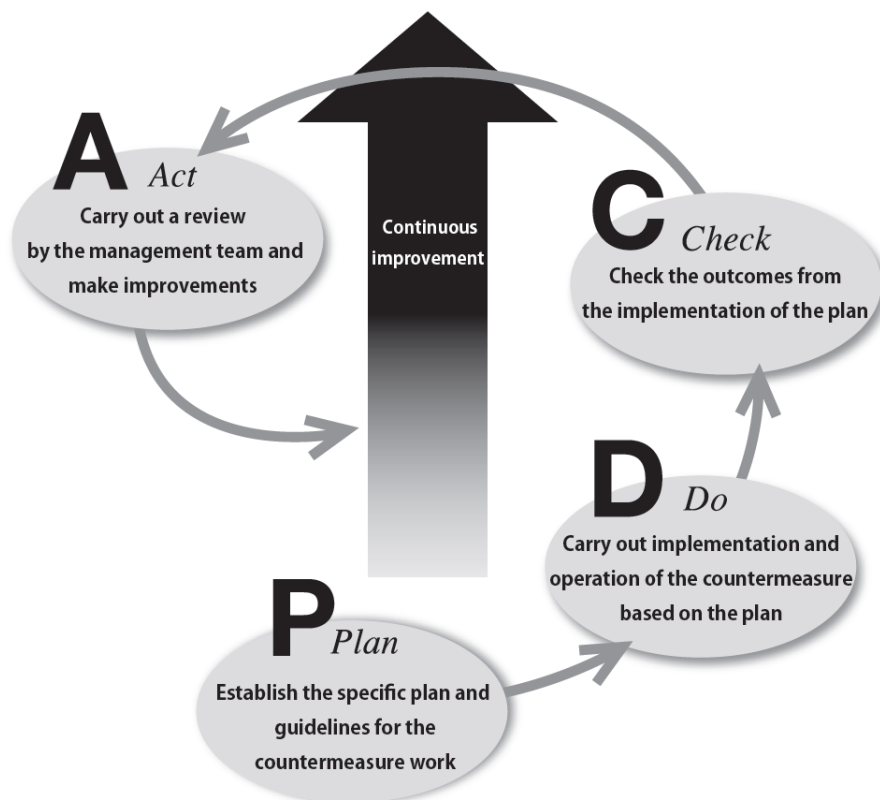 A Act
Carry out a review
by the management team and
make improvements
Continuous
improvement
C Check
Check the outcomes from
the implementation of the plan
D Do
Carry out implementation and
operation of the countermeasure
based on the plan
P Plan
Establish the specific plan and
guidelines for the
countermeasure work